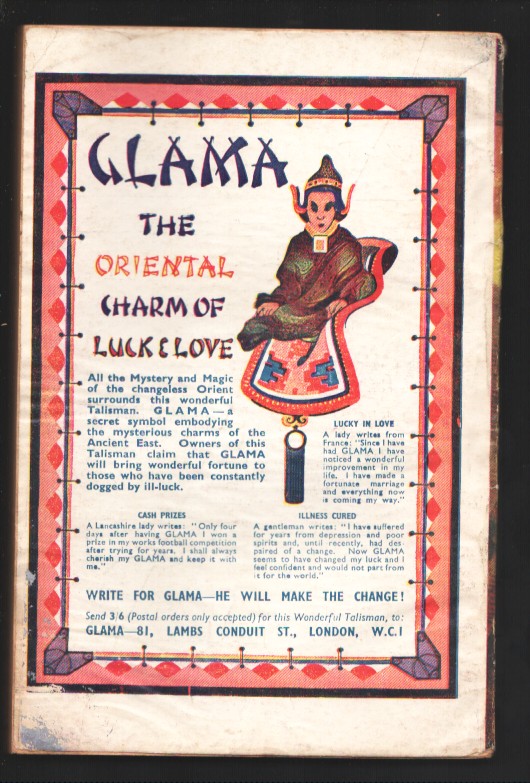 GLAMA
THE
ORIENTAL
CHARM OF
LUCK & LOVE
All the Mystery and Magic
of the changeless Orient
surrounds this wonderful
Talisman. GLAMA—a
secret symbol embodying
the mysterious charms of the
Ancient East. Owners of this
Talisman claim that GLAMA
will bring wonderful fortune to
those who have been constantly
dogged by ill-luck.
LUCKY IN LOVE
A lady writes from
France: "Since I have
had GLAMA I have
noticed a wonderful
improvement in my
life. I have made a
fortunate marriage
and everything now
is coming my way."
CASH PRIZES
A Lancashire lady writes: "Only four
days after having GLAMA I won a
prize in my works football competition
after trying for years. I shall always
cherish my GLAMA and keep it with
me."
ILLNESS CURED
A gentleman writes: "I have suffered
for years from depression and poor
spirits and, until recently, had des-
paired of a change. Now GLAMA
seems to have changed my luck and I
feel confident and would not part from
it for the world."
WRITE FOR GLAMA—HE WILL MAKE THE CHANGE!
Send 3/6 (Postal orders only accepted) for this Wonderful Talisman, to:
GLAMA—81, LAMBS CONDUIT ST., LONDON, W.C.1